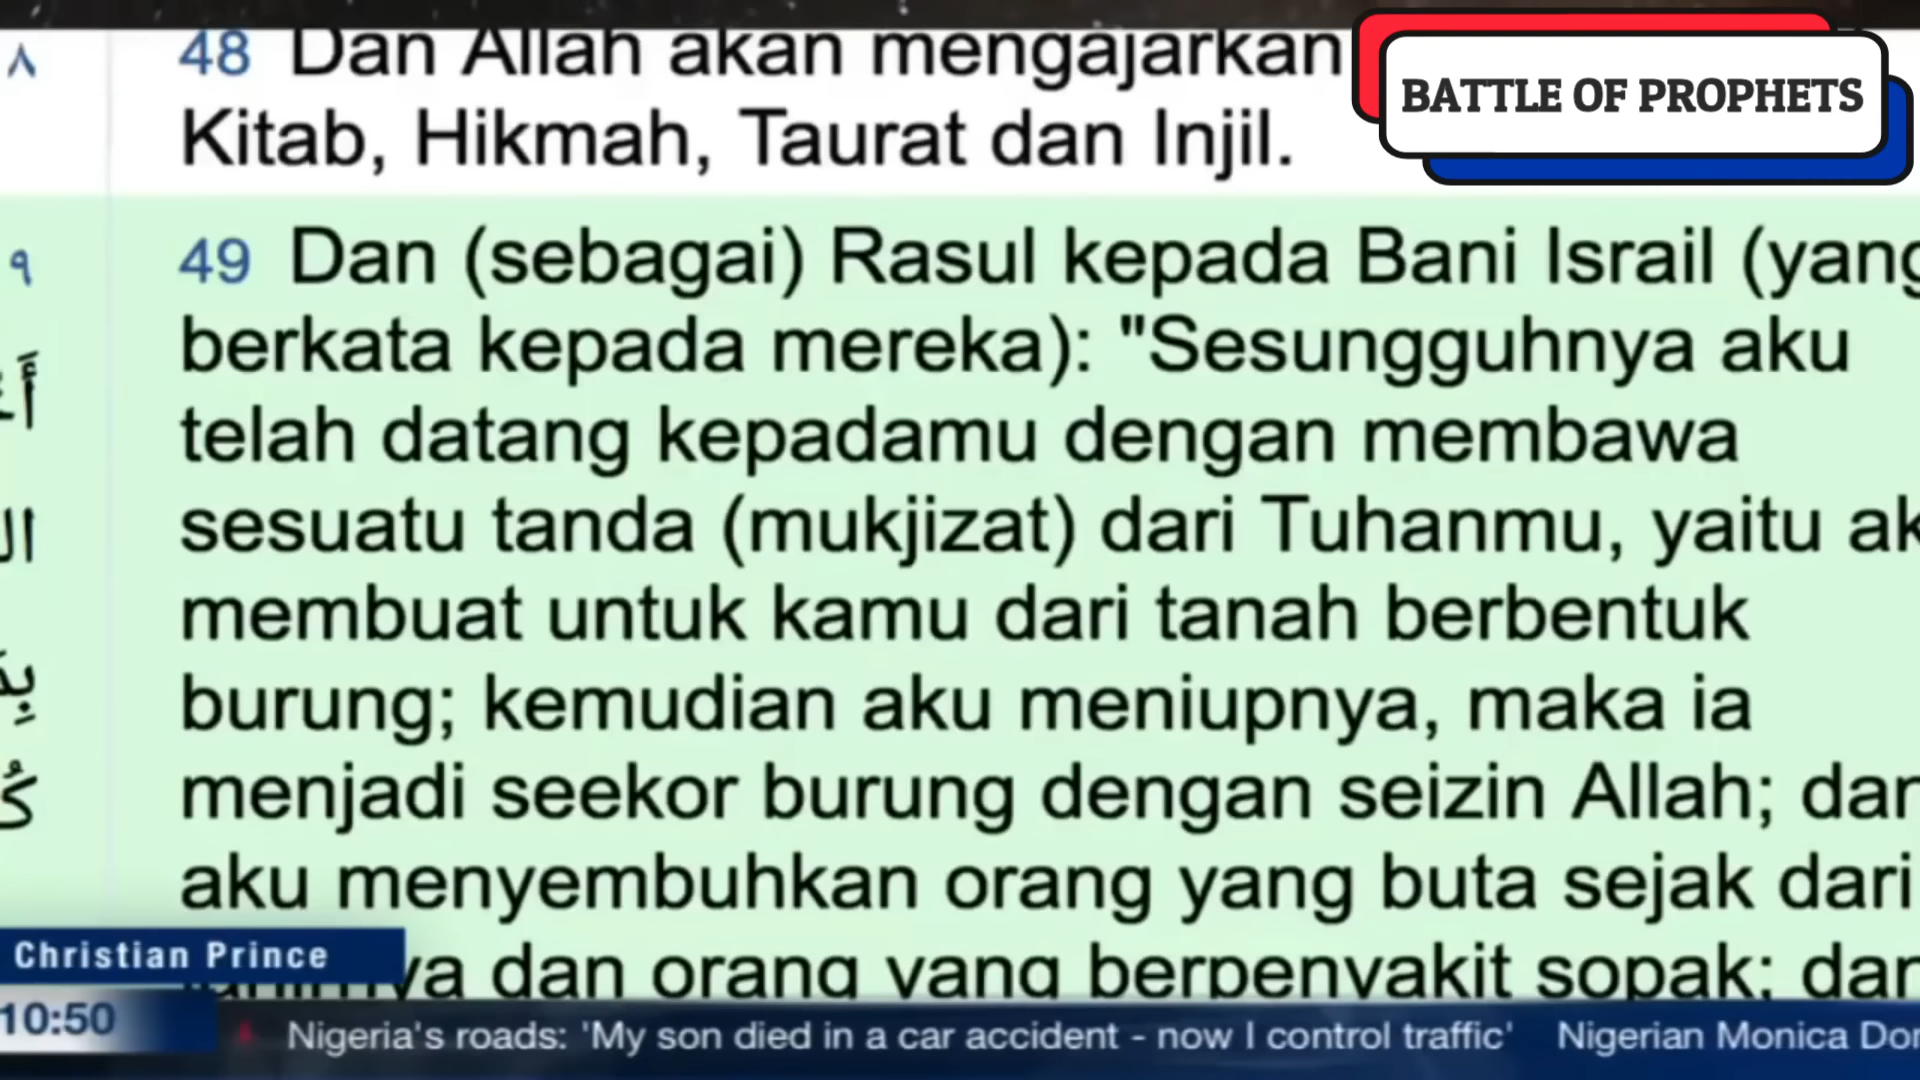 BATTLE OF PROPHETS
٨
48 Dan Allah akan mengajarkan
Kitab, Hikmah, Taurat dan Injil.
٩
49 Dan (sebagai) Rasul kepada Bani Israil (yang
berkata kepada mereka): "Sesungguhnya aku
telah datang kepadamu dengan membawa
sesuatu tanda (mukjizat) dari Tuhanmu, yaitu
membuat untuk kamu dari tanah berbentuk
burung; kemudian aku meniupnya, maka ia
menjadi seekor burung dengan seizin Allah; dan
aku menyembuhkan orang yang buta sejak dari
dan orang yang berpenyakit sopak; dan
Christian Prince
10:50
Nigeria's roads: 'My son died in a car accident - now I control traffic' Nigerian Monica